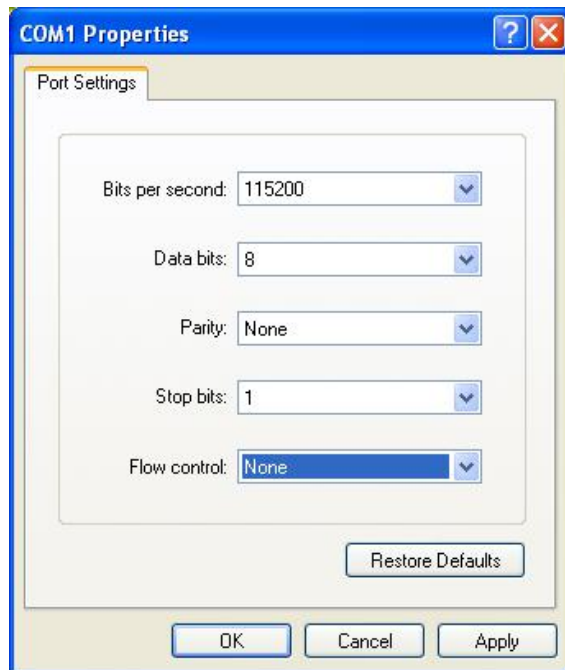 COM1 Properties
Port Settings
Bits per second: 115200
Data bits: 8
Parity: None
Stop bits: 1
Flow control: None
Restore Defaults
OK Cancel Apply